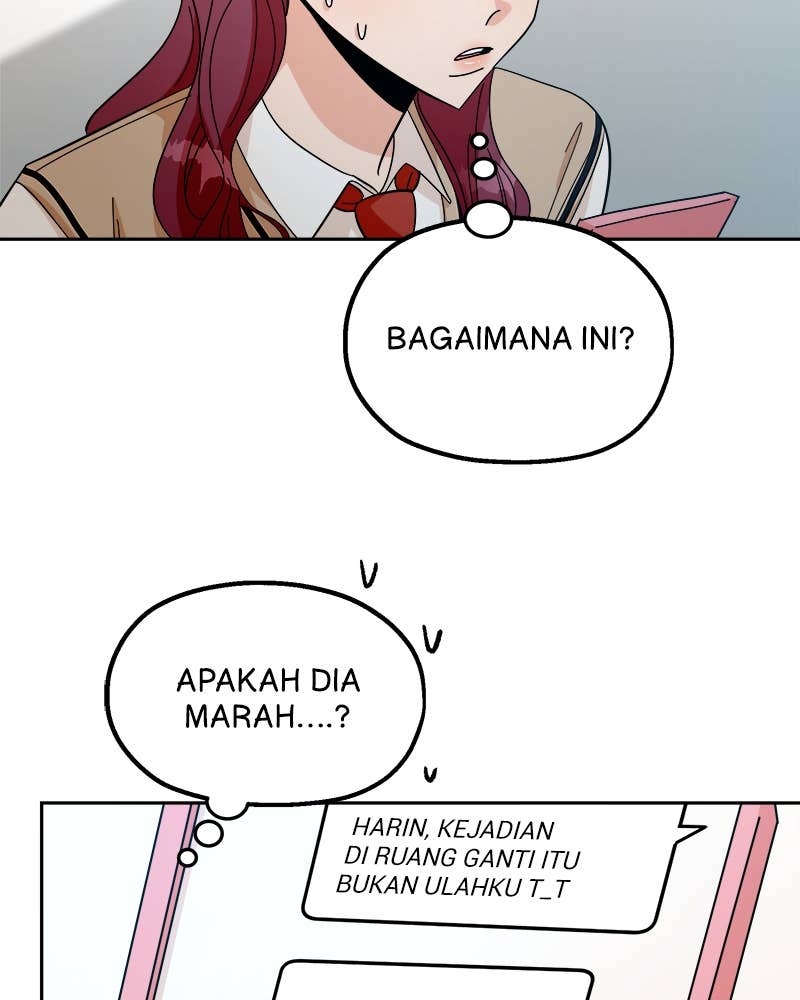 BAGAIMANA INI?
APAKAH DIA
MARAH....?
HARIN, KEJADIAN
DI RUANG GANTI ITU
BUKAN ULAHKU T_T